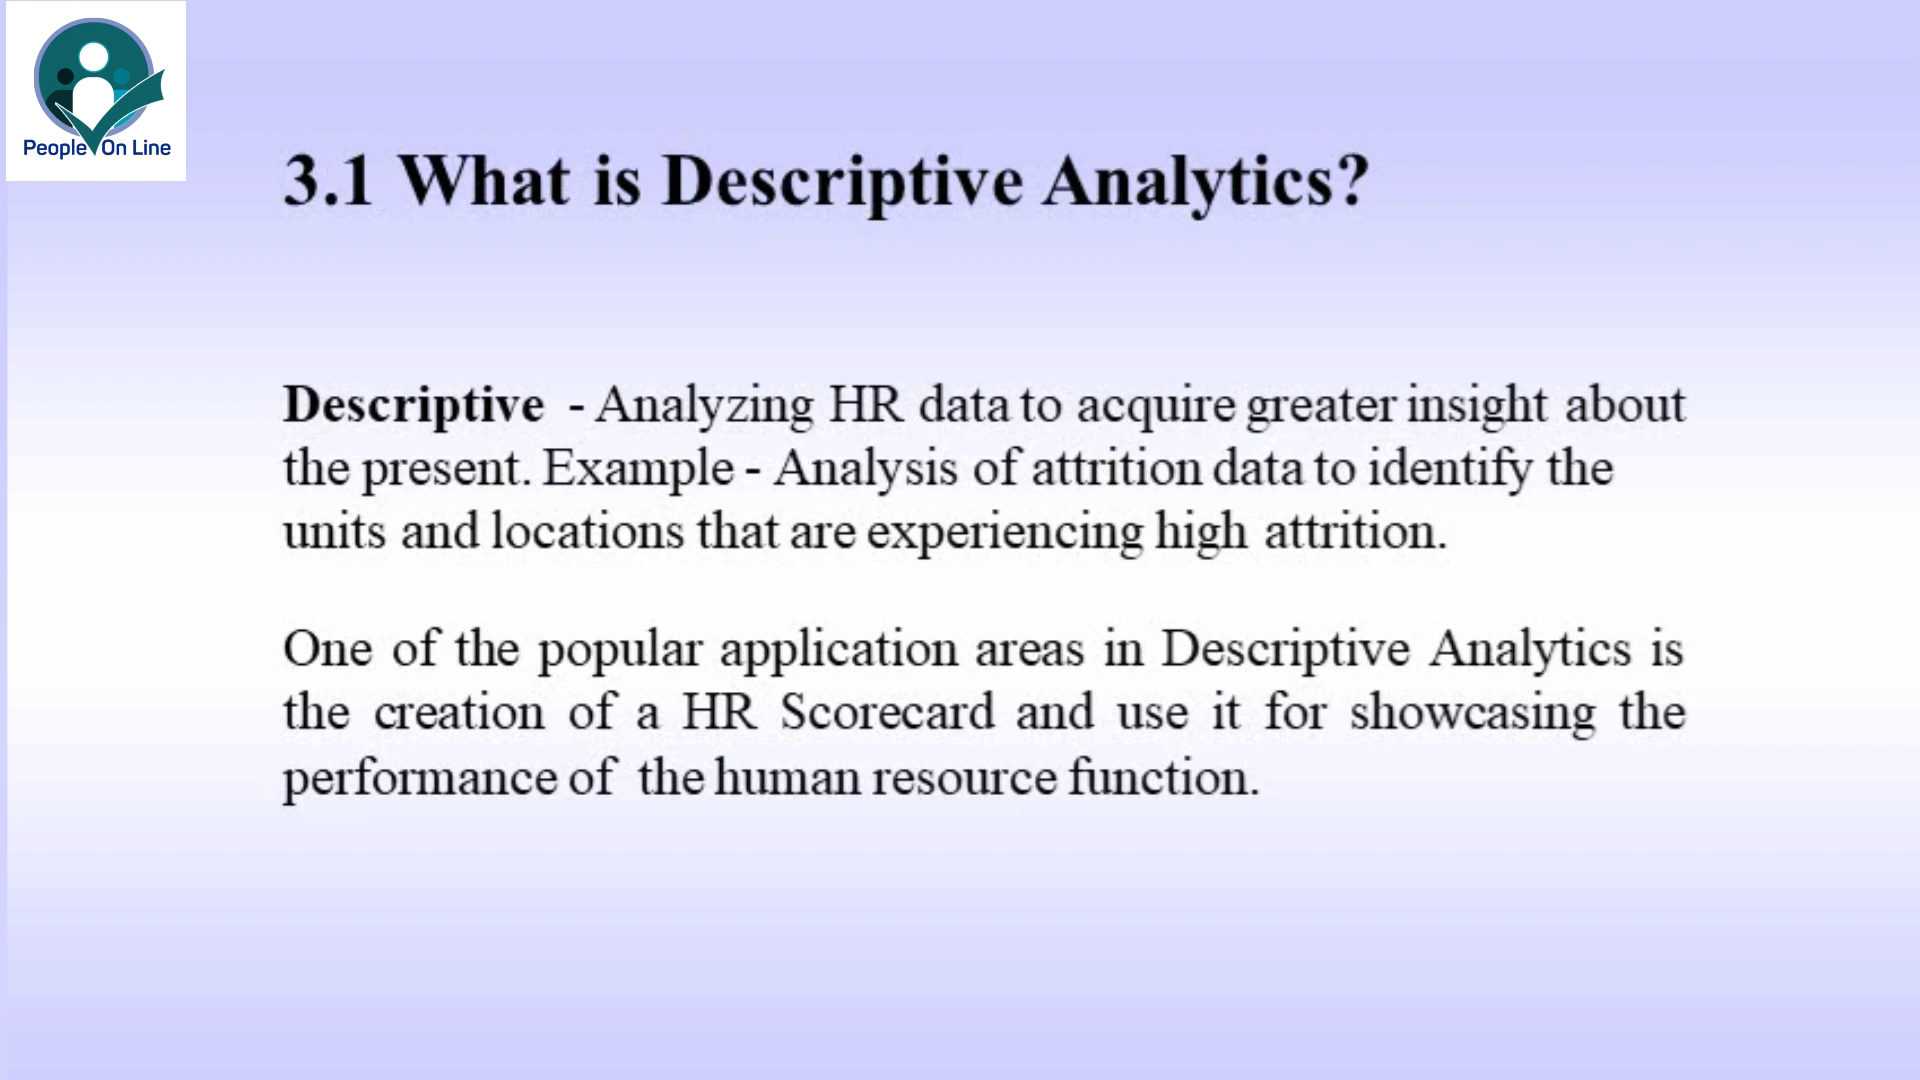 People On Line
3.1 What is Descriptive Analytics?
Descriptive - Analyzing HR data to acquire greater insight about
the present. Example - Analysis of attrition data to identify the
units and locations that are experiencing high attrition.
One of the popular application areas in Descriptive Analytics is
the creation of a HR Scorecard and use it for showcasing the
performance of the human resource function.